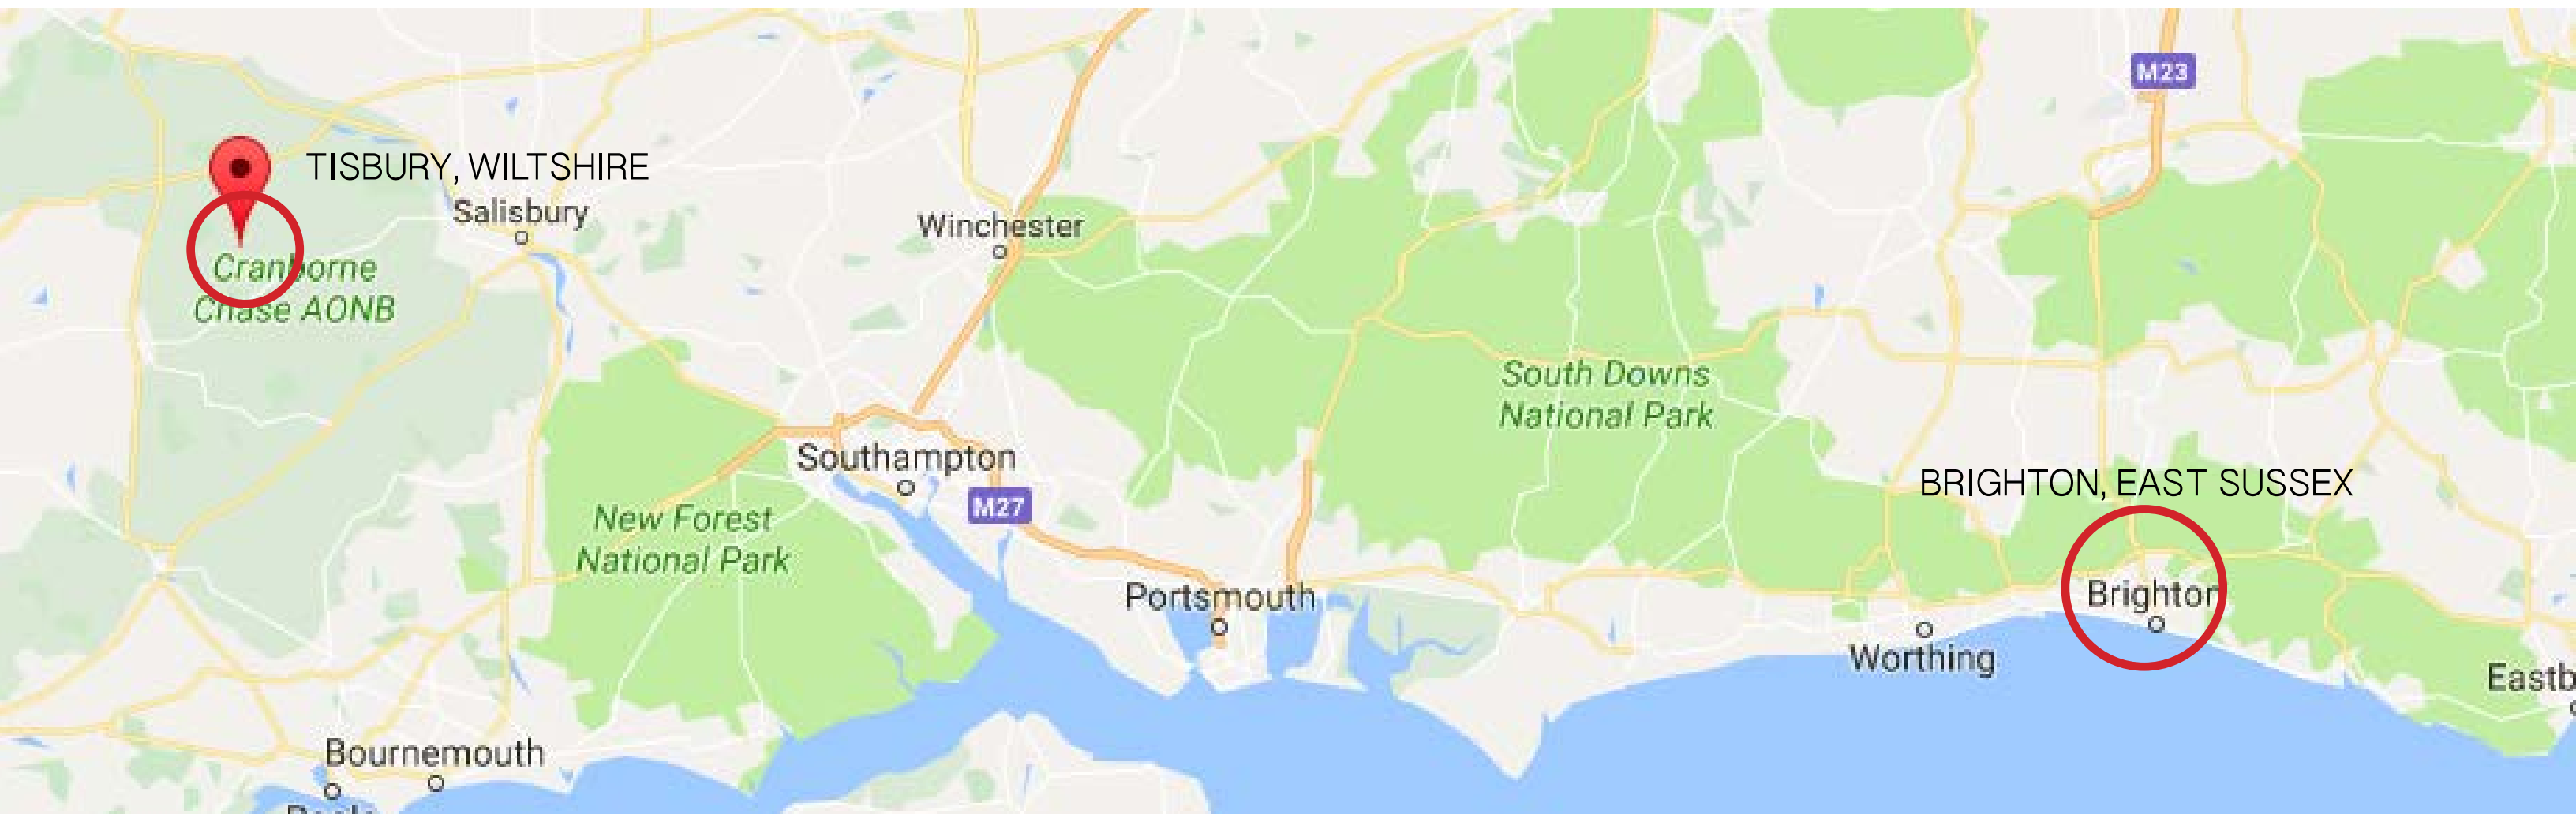 M23
TISBURY, WILTSHIRE
Salisbury
Winchester
Cranborne
Chase AONB
South Downs
National Park
Southampton
M27
BRIGHTON, EAST SUSSEX
New Forest
National Park
Portsmouth
Brighton
Worthing
Eastb
Bournemouth